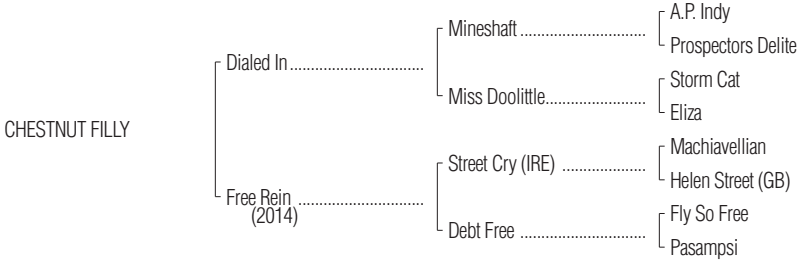 A.P. Indy
Mineshaft
Prospectors Delite
Dialed In
Storm Cat
Miss Doolittle
Eliza
CHESTNUT FILLY
Machiavellian
Street Cry (IRE)
Helen Street (GB)
Free Rein
(2014)
Fly So Free
Debt Free
Pasampsi